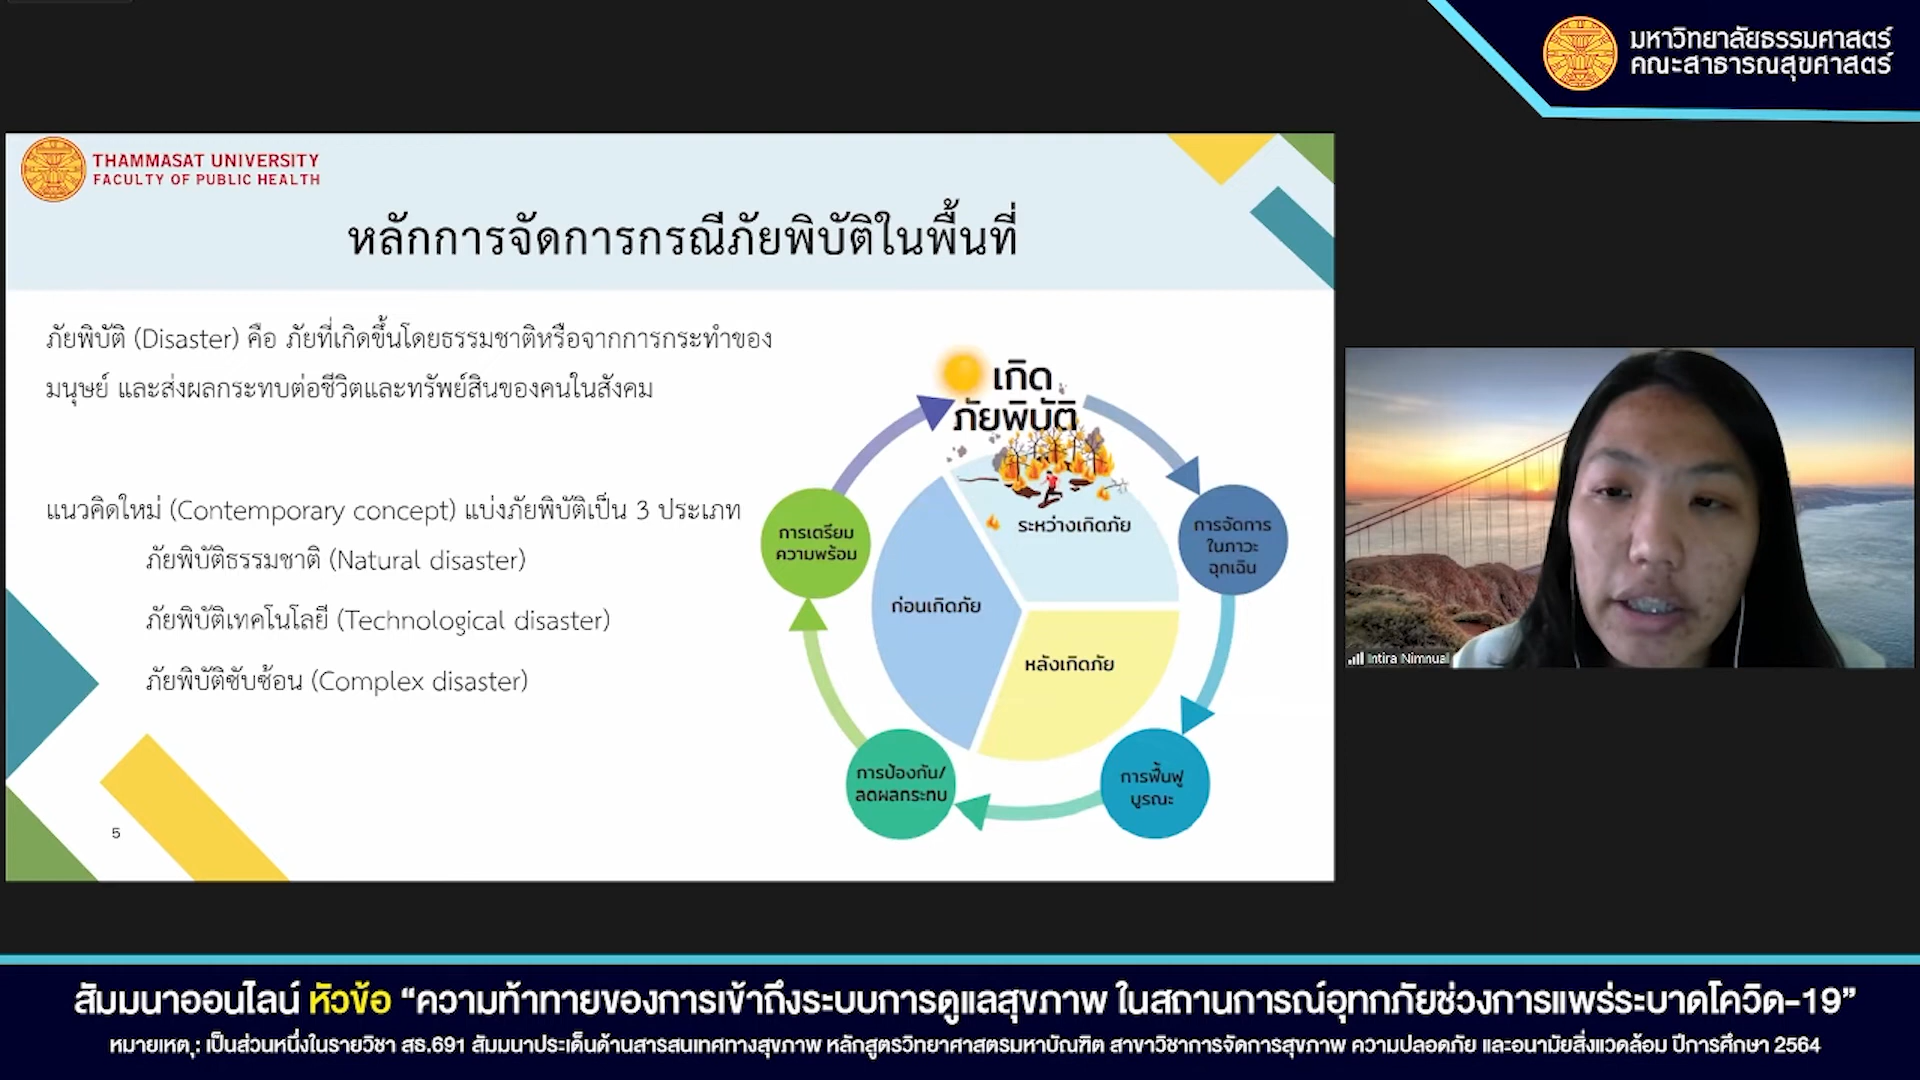 มหาวิทยาลัยธรรมศาสตร์
คณะสาธารณสุขศาสตร์
THAMMASAT UNIVERSITY
FACULTY OF PUBLIC HEALTH
หลักการจัดการกรณีภัยพิบัติในพื้นที่
ภัยพิบัติ (Disaster) คือ ภัยที่เกิดขึ้นโดยธรรมชาติหรือจากการกระทำของ
มนุษย์ และส่งผลกระทบต่อชีวิตและทรัพย์สินของคนในสังคม
แนวคิดใหม่ (Contemporary concept) แบ่งภัยพิบัติเป็น 3 ประเภท
ภัยพิบัติธรรมชาติ (Natural disaster)
ภัยพิบัติเทคโนโลยี (Technological disaster)
ภัยพิบัติซับซ้อน (Complex disaster)
5
เกิด
ภัยพิบัติ
ระหว่างเกิดภัย
การจัดการ
ในภาวะ
ฉุกเฉิน
การเตรียม
ความพร้อม
ก่อนเกิดภัย
หลังเกิดภัย
การป้องกัน/
ลดผลกระทบ
การฟื้นฟู
บูรณะ
Intira Nimnual
สัมมนาออนไลน์ หัวข้อ “ความท้าทายของการเข้าถึงระบบการดูแลสุขภาพ ในสถานการณ์อุทกภัยช่วงการแพร่ระบาดโควิด-19”
หมายเหตุ: เป็นส่วนหนึ่งในรายวิชา สธ.691 สัมมนาประเด็นด้านสารสนเทศทางสุขภาพ หลักสูตรวิทยาศาสตรมหาบัณฑิต สาขาวิชาการจัดการสุขภาพ ความปลอดภัย และอนามัยสิ่งแวดล้อม ปีการศึกษา 2564